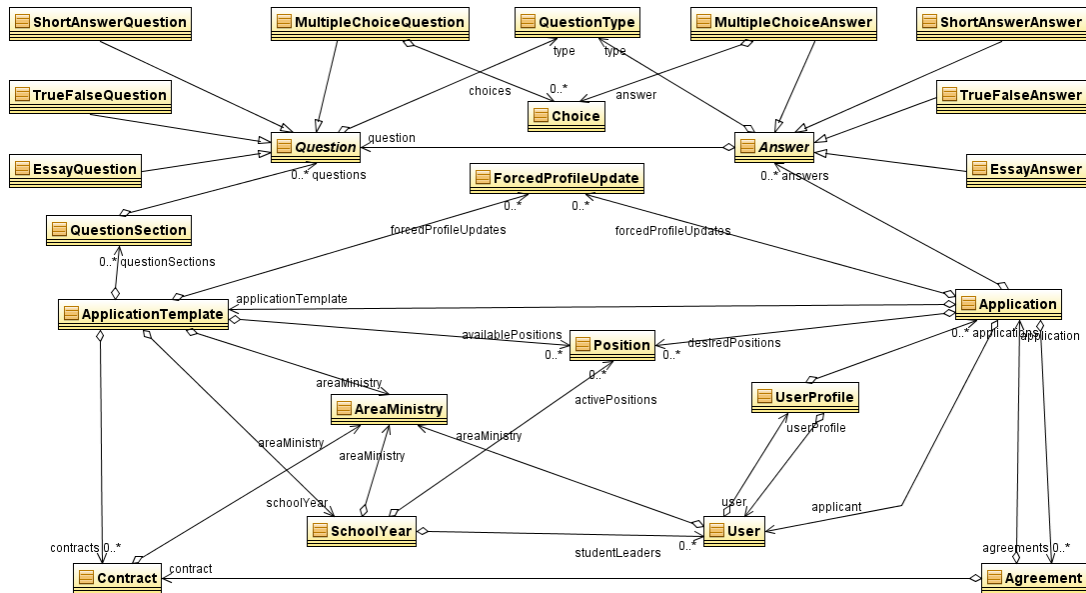 ShortAnswerQuestion
MultipleChoiceQuestion
QuestionType
MultipleChoiceAnswer
ShortAnswerAnswer
type
type
TrueFalseQuestion
choices
0..*
answer
TrueFalseAnswer
Choice
question
Question
Answer
EssayQuestion
0..* questions
ForcedProfileUpdate
0..* answers
EssayAnswer
0..*
0..*
QuestionSection
forcedProfileUpdates
forcedProfileUpdates
0..* questionSections
applicationTemplate
ApplicationTemplate
Application
availablePositions
Position
desiredPositions
0..* applications
application
0..*
0..*
0..*
areaMinistry
activePositions
AreaMinistry
UserProfile
areaMinistry
areaMinistry
areaMinistry
userProfile
schoolYear
user
applicant
SchoolYear
User
contracts 0..*
studentLeaders
0..*
agreements 0..*
Contract
contract
Agreement